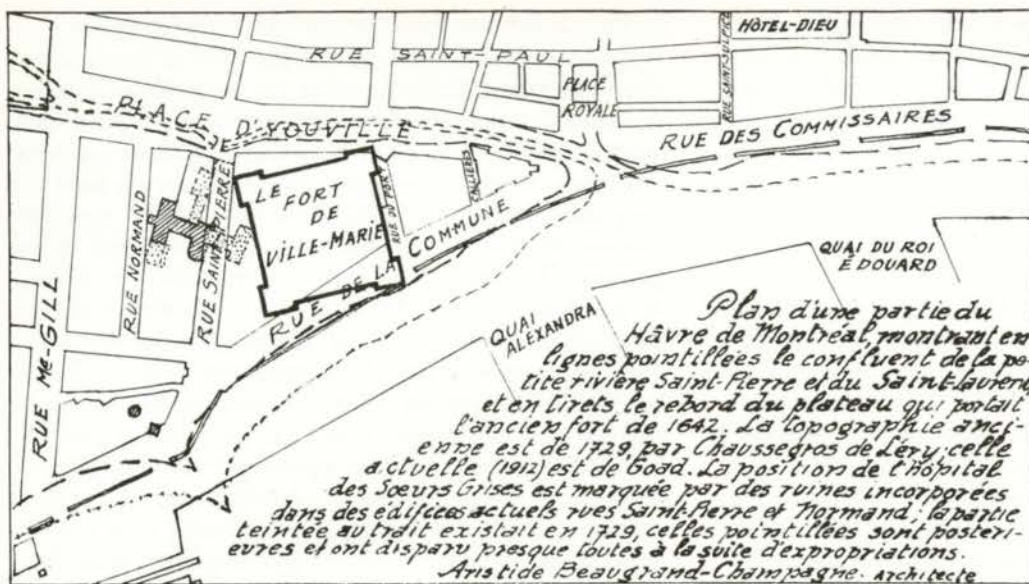 HÔTEL-DIEU
RUE SAINT-PAUL
RUE SAINT-SULPICE
PLACE
ROYALE
PLACE D'YOUVILLE
RUE DES COMMISSAIRES
LE
FORT
DE
VILLE-MARIE
RUE DU PORT
CALLIÈRES
RUE NORMAND
RUE SAINT-PIERRE
RUE DE LA COMMUNE
RUE Mc-GILL
QUAI DU ROI
ÉDOUARD
QUAI
ALEXANDRA
Plan d'une partie du
Hâvre de Montréal, montrant en
lignes pointillées le confluent de la pe-
tite rivière Saint-Pierre et du Saint-Laurent,
et en tirets le rebord du plateau qui portait
l'ancien fort de 1642. La topographie anci-
enne est de 1729, par Chaussegros de Léry; celle
actuelle (1912) est de Goad. La position de l'Hôpital
des Sœurs Grises est marquée par des ruines incorporées
dans des édifices actuels rues Saint-Pierre et Normand; la partie
teintée au trait existait en 1729, celles pointillées sont posteri-
eures et ont disparu presque toutes à la suite d'expropriations.
Aristide Beaugrand-Champagne. Architecte